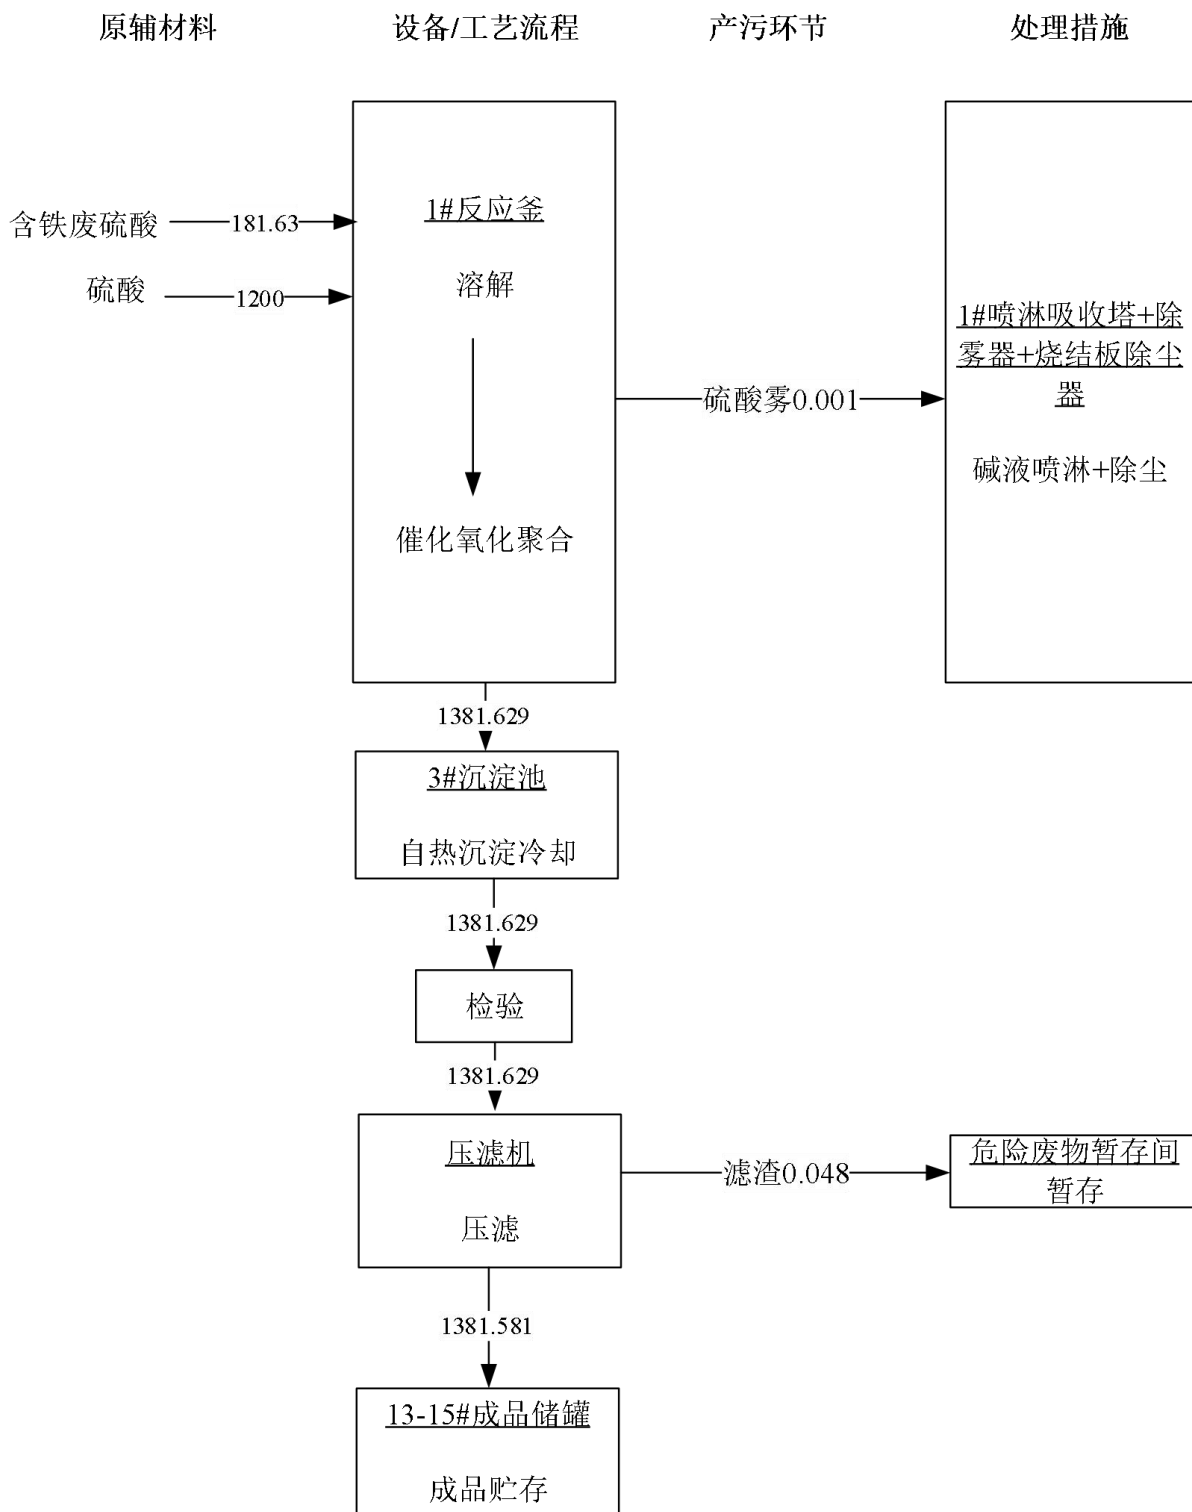 原辅材料
设备/工艺流程
产污环节
处理措施
1#反应釜
含铁废硫酸
181.63
溶解
硫酸
1200
1#喷淋吸收塔+除
雾器+烧结板除尘
器
硫酸雾0.001
碱液喷淋+除尘
催化氧化聚合
1381.629
3#沉淀池
自热沉淀冷却
1381.629
检验
1381.629
压滤机
压滤
滤渣0.048
危险废物暂存间
暂存
1381.581
13-15#成品储罐
成品贮存